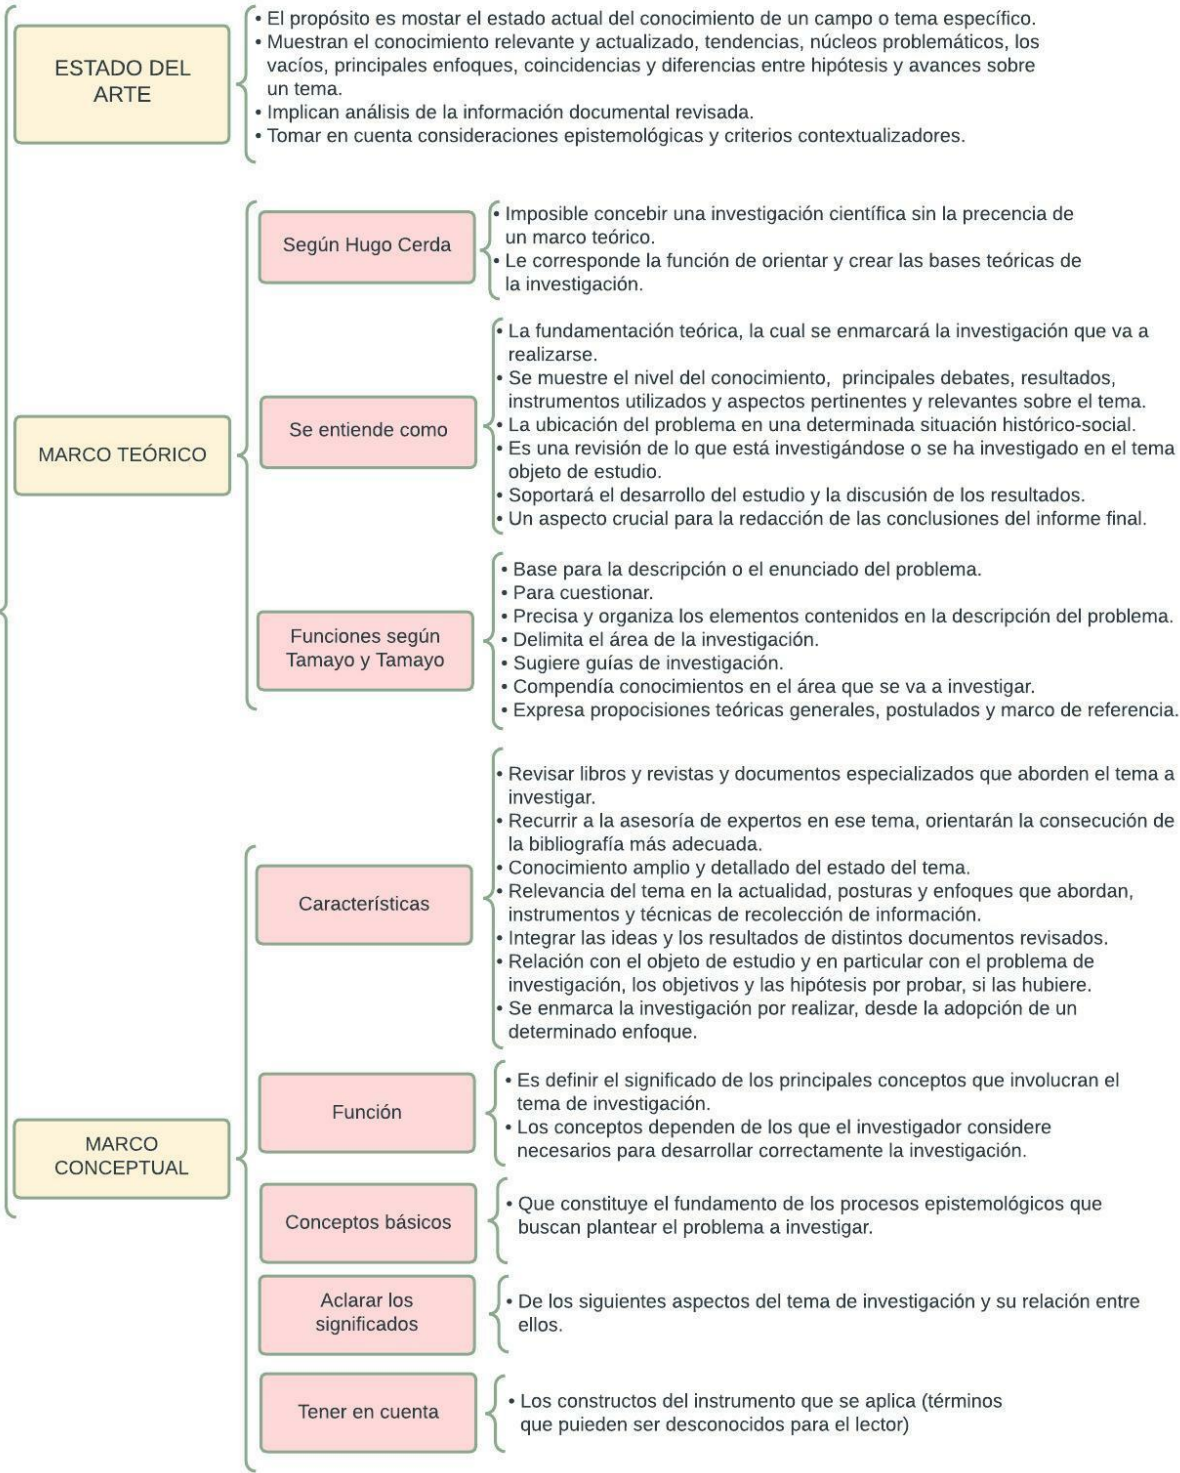 ESTADO DEL
ARTE
• El propósito es mostar el estado actual del conocimiento de un campo o tema específico.
• Muestran el conocimiento relevante y actualizado, tendencias, núcleos problemáticos, los
vacíos, principales enfoques, coincidencias y diferencias entre hipótesis y avances sobre
un tema.
• Implican análisis de la información documental revisada.
• Tomar en cuenta consideraciones epistemológicas y criterios contextualizadores.
MARCO TEÓRICO
Según Hugo Cerda
• Imposible concebir una investigación científica sin la precencia de
un marco teórico.
• Le corresponde la función de orientar y crear las bases teóricas de
la investigación.
Se entiende como
• La fundamentación teórica, la cual se enmarcará la investigación que va a
realizarse.
• Se muestre el nivel del conocimiento, principales debates, resultados,
instrumentos utilizados y aspectos pertinentes y relevantes sobre el tema.
• La ubicación del problema en una determinada situación histórico-social.
• Es una revisión de lo que está investigándose o se ha investigado en el tema
objeto de estudio.
• Soportará el desarrollo del estudio y la discusión de los resultados.
• Un aspecto crucial para la redacción de las conclusiones del informe final.
Funciones según
Tamayo y Tamayo
• Base para la descripción o el enunciado del problema.
• Para cuestionar.
• Precisa y organiza los elementos contenidos en la descripción del problema.
• Delimita el área de la investigación.
• Sugiere guías de investigación.
• Compendía conocimientos en el área que se va a investigar.
• Expresa propocisiones teóricas generales, postulados y marco de referencia.
MARCO
CONCEPTUAL
Características
• Revisar libros y revistas y documentos especializados que aborden el tema a
investigar.
• Recurrir a la asesoría de expertos en ese tema, orientarán la consecución de
la bibliografía más adecuada.
• Conocimiento amplio y detallado del estado del tema.
• Relevancia del tema en la actualidad, posturas y enfoques que abordan,
instrumentos y técnicas de recolección de información.
• Integrar las ideas y los resultados de distintos documentos revisados.
• Relación con el objeto de estudio y en particular con el problema de
investigación, los objetivos y las hipótesis por probar, si las hubiere.
• Se enmarca la investigación por realizar, desde la adopción de un
determinado enfoque.
Función
• Es definir el significado de los principales conceptos que involucran el
tema de investigación.
• Los conceptos dependen de los que el investigador considere
necesarios para desarrollar correctamente la investigación.
Conceptos básicos
• Que constituye el fundamento de los procesos epistemológicos que
buscan plantear el problema a investigar.
Aclarar los
significados
• De los siguientes aspectos del tema de investigación y su relación entre
ellos.
Tener en cuenta
• Los constructos del instrumento que se aplica (términos
que puieden ser desconocidos para el lector)